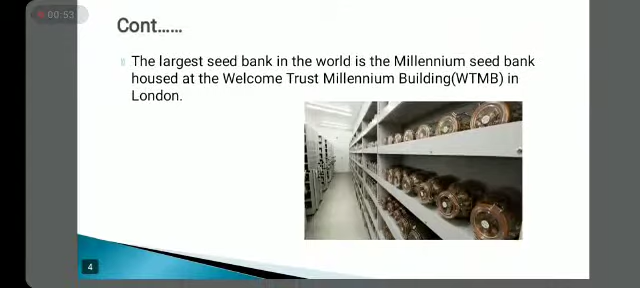 00:53
Cont......
The largest seed bank in the world is the Millennium seed bank
housed at the Welcome Trust Millennium Building(WTMB) in
London.
4